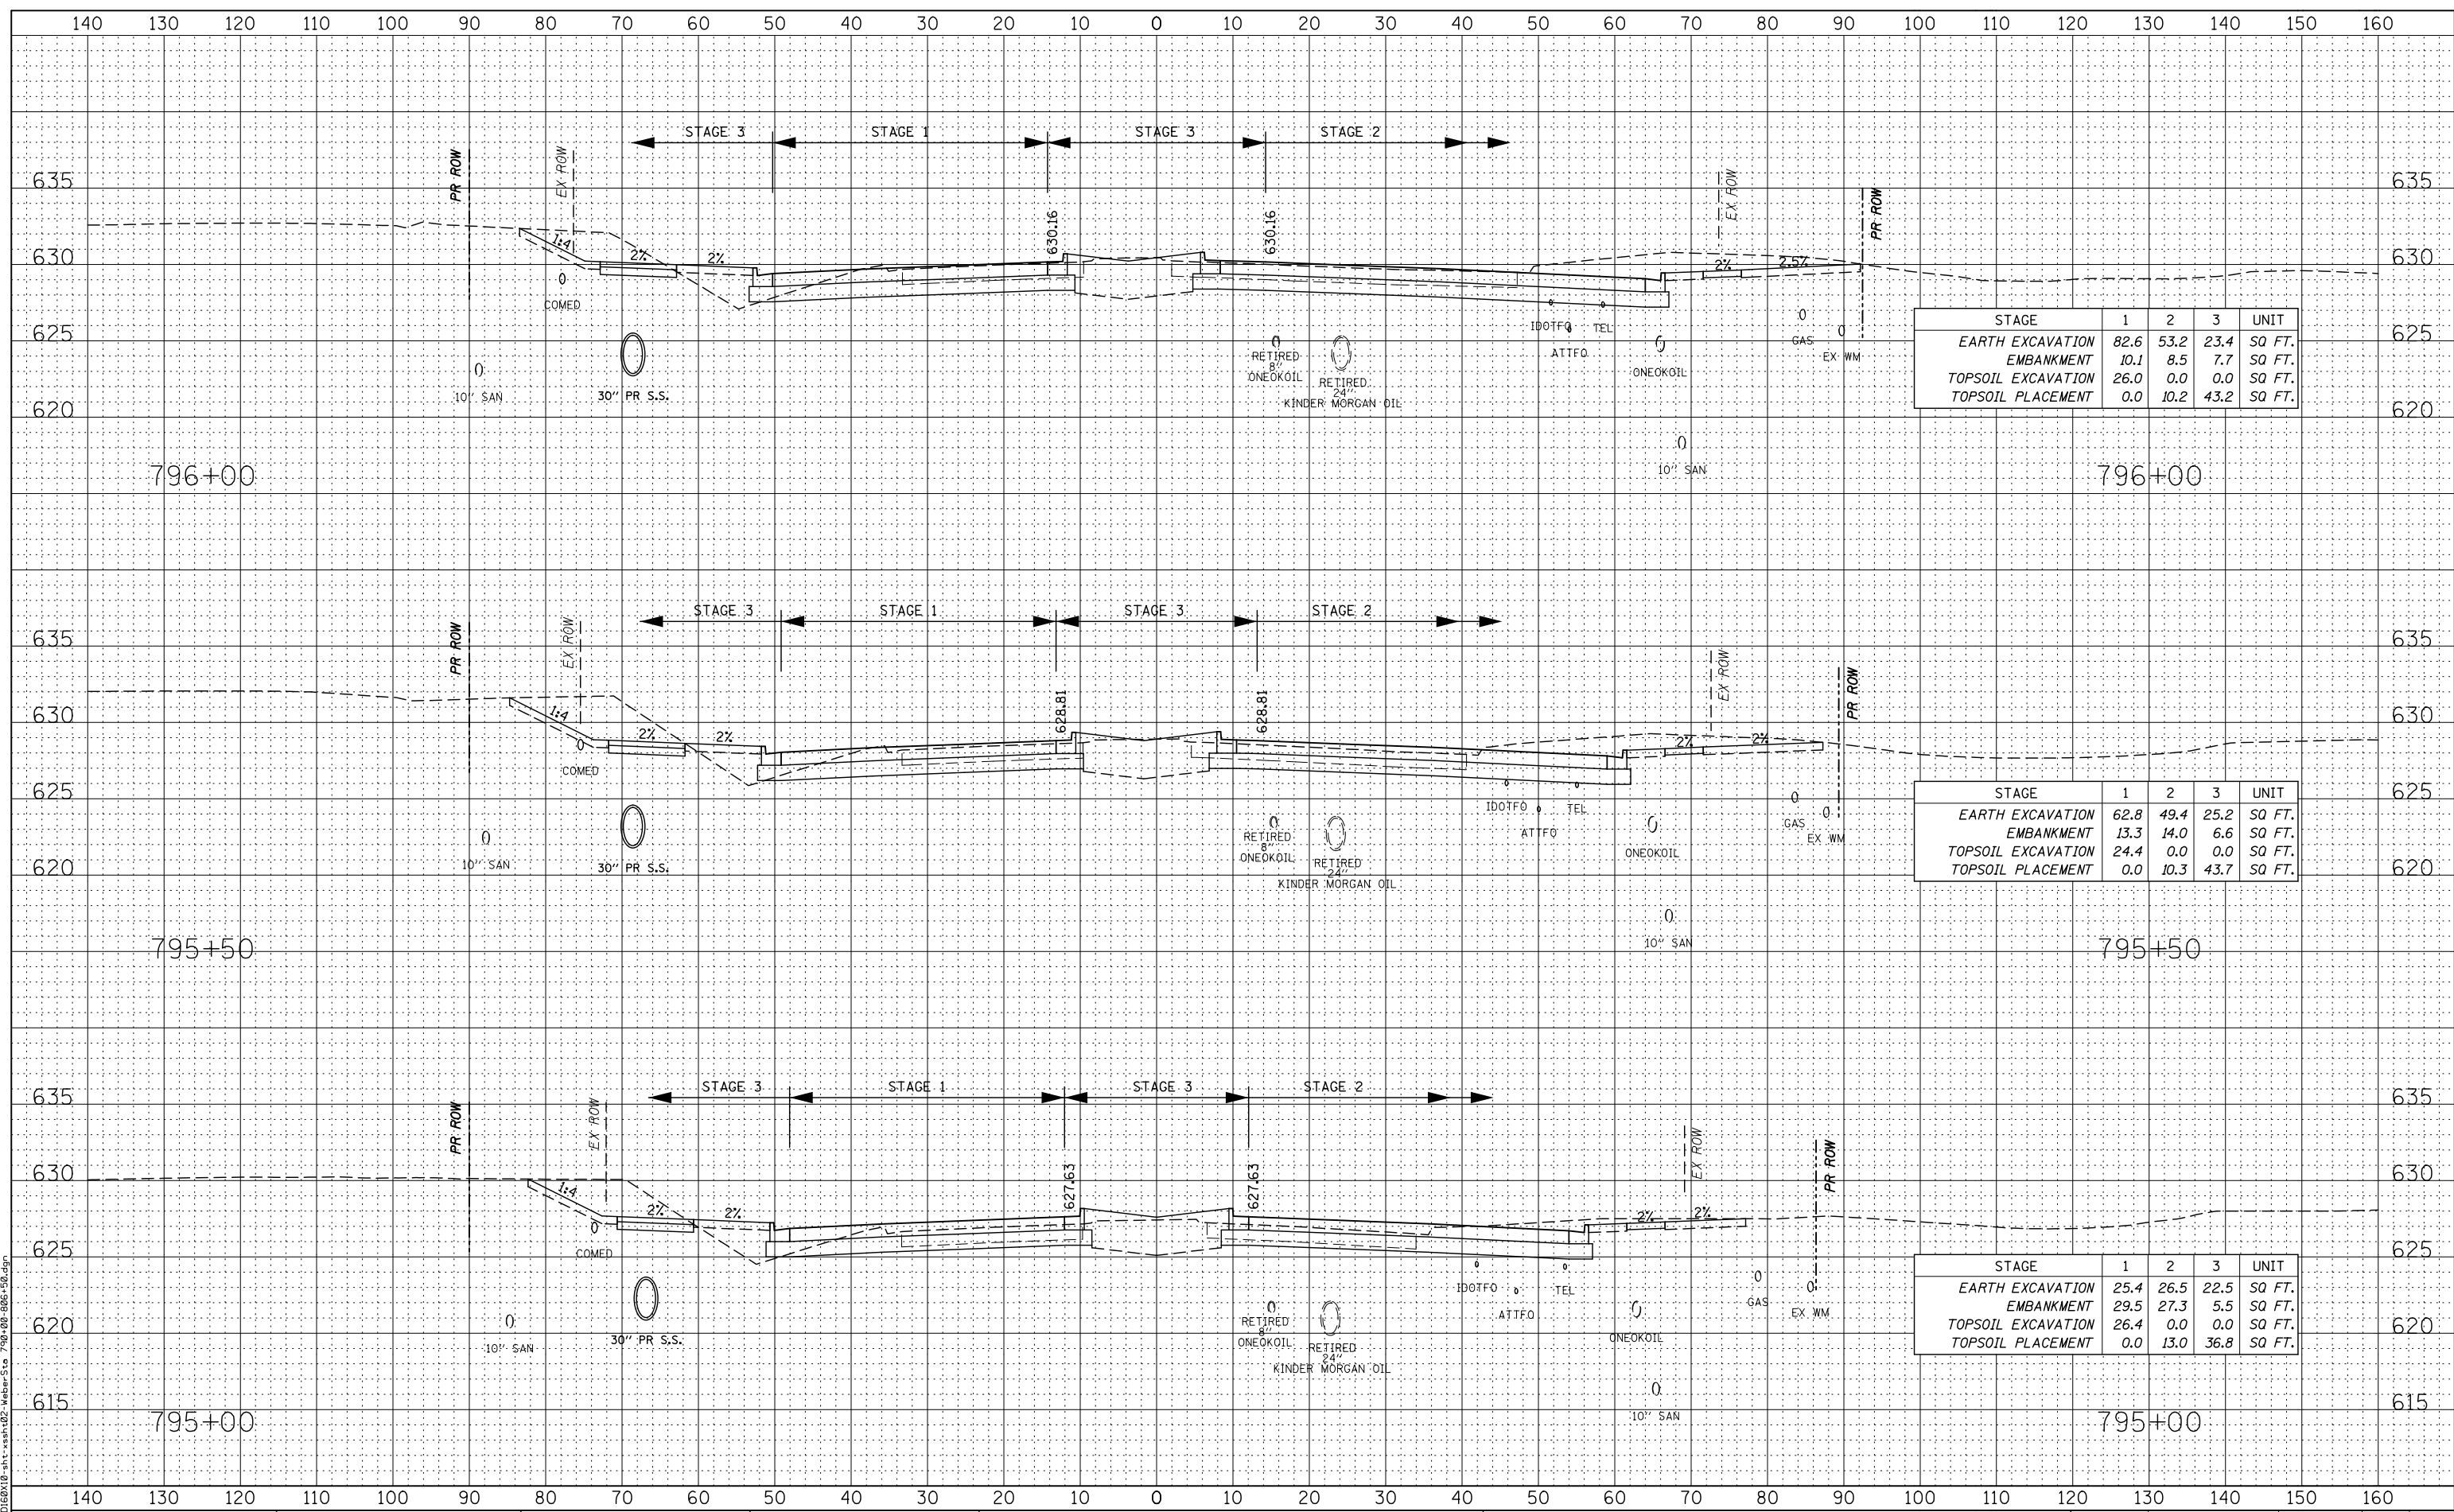 140 130 120 110 100 90 80 70 60 50 40 30 20 10 0 10 20 30 40 50 60 70 80 90 100 110 120 130 140 150 160
STAGE 3 STAGE 1 STAGE 3 STAGE 2
PR ROW EX ROW EX ROW PR ROW
635 635
630.16 630.16
1:4 2% 2% 2% 2.5%
630 630
COMED
IDOTFO TEL GAS
625 625
ATTFO EX WM
RETIRED
8"
ONEOKOIL
RETIRED
24"
KINDER MORGAN OIL
ONEOKOIL
10" SAN 30" PR S.S.
620 620
10" SAN
STAGE 1 2 3 UNIT
EARTH EXCAVATION 82.6 53.2 23.4 SQ FT.
EMBANKMENT 10.1 8.5 7.7 SQ FT.
TOPSOIL EXCAVATION 26.0 0.0 0.0 SQ FT.
TOPSOIL PLACEMENT 0.0 10.2 43.2 SQ FT.
796+00 796+00
STAGE 3 STAGE 1 STAGE 3 STAGE 2
PR ROW EX ROW EX ROW PR ROW
635 635
628.81 628.81
630 630
1:4 2% 2% 2% 2%
COMED
625 625
IDOTFO TEL GAS
ATTFO EX WM
RETIRED
8"
ONEOKOIL
RETIRED
24"
KINDER MORGAN OIL
ONEOKOIL
10" SAN 30" PR S.S.
620 620
10" SAN
STAGE 1 2 3 UNIT
EARTH EXCAVATION 62.8 49.4 25.2 SQ FT.
EMBANKMENT 13.3 14.0 6.6 SQ FT.
TOPSOIL EXCAVATION 24.4 0.0 0.0 SQ FT.
TOPSOIL PLACEMENT 0.0 10.3 43.7 SQ FT.
795+50 795+50
STAGE 3 STAGE 1 STAGE 3 STAGE 2
635 635
PR ROW EX ROW EX ROW PR ROW
630 630
627.63 627.63
1:4 2% 2% 2% 2%
COMED
625 625
IDOTFO TEL GAS
ATTFO EX WM
RETIRED
8"
ONEOKOIL
RETIRED
24"
KINDER MORGAN OIL
ONEOKOIL
10" SAN 30" PR S.S.
620 620
10" SAN
STAGE 1 2 3 UNIT
EARTH EXCAVATION 25.4 26.5 22.5 SQ FT.
EMBANKMENT 29.5 27.3 5.5 SQ FT.
TOPSOIL EXCAVATION 26.4 0.0 0.0 SQ FT.
TOPSOIL PLACEMENT 0.0 13.0 36.8 SQ FT.
615 615
795+00 795+00
D160X10-sht-xssht02-WeberSta 790+00-806+50.dgn
140 130 120 110 100 90 80 70 60 50 40 30 20 10 0 10 20 30 40 50 60 70 80 90 100 110 120 130 140 150 160